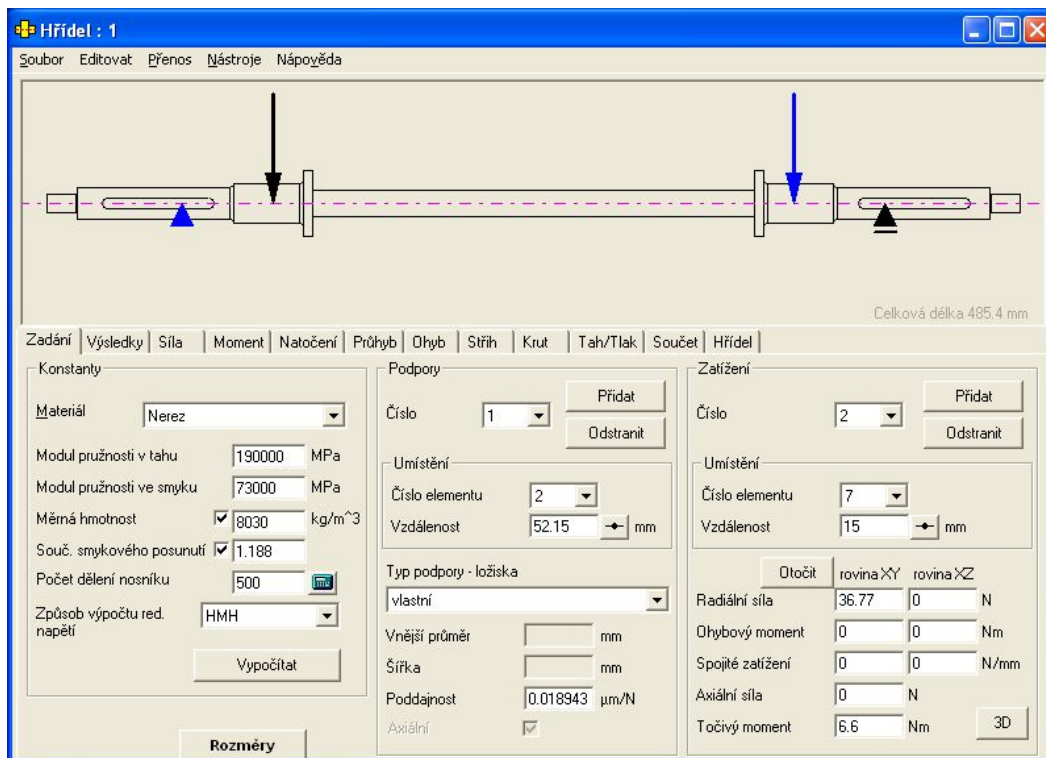 Hřídel : 1
Soubor Editovat Přenos Nástroje Nápověda
Celková délka 485.4 mm
Zadání Výsledky Síla Moment Natočení Průhyb Ohyb Střih Krut Tah/Tlak Součet Hřídel
Konstanty
Materiál Nerez
Modul pružnosti v tahu 190000 MPa
Modul pružnosti ve smyku 73000 MPa
Měrná hmotnost 8030 kg/m^3
Souč. smykového posunutí 1.188
Počet dělení nosníku 500
Způsob výpočtu red. HMH
napětí
Vypočítat
Rozměry
Podpory
Číslo 1 Přidat
Odstranit
Umístění
Číslo elementu 2
Vzdálenost 52.15 mm
Typ podpory - ložiska
vlastní
Vnější průměr mm
Šířka mm
Poddajnost 0.018943 µm/N
Axiální
Zatížení
Číslo 2 Přidat
Odstranit
Umístění
Číslo elementu 7
Vzdálenost 15 mm
Otočit rovina XY rovina XZ
Radiální síla 36.77 0 N
Ohybový moment 0 0 Nm
Spojité zatížení 0 0 N/mm
Axiální síla 0 N
Točivý moment 6.6 Nm 3D